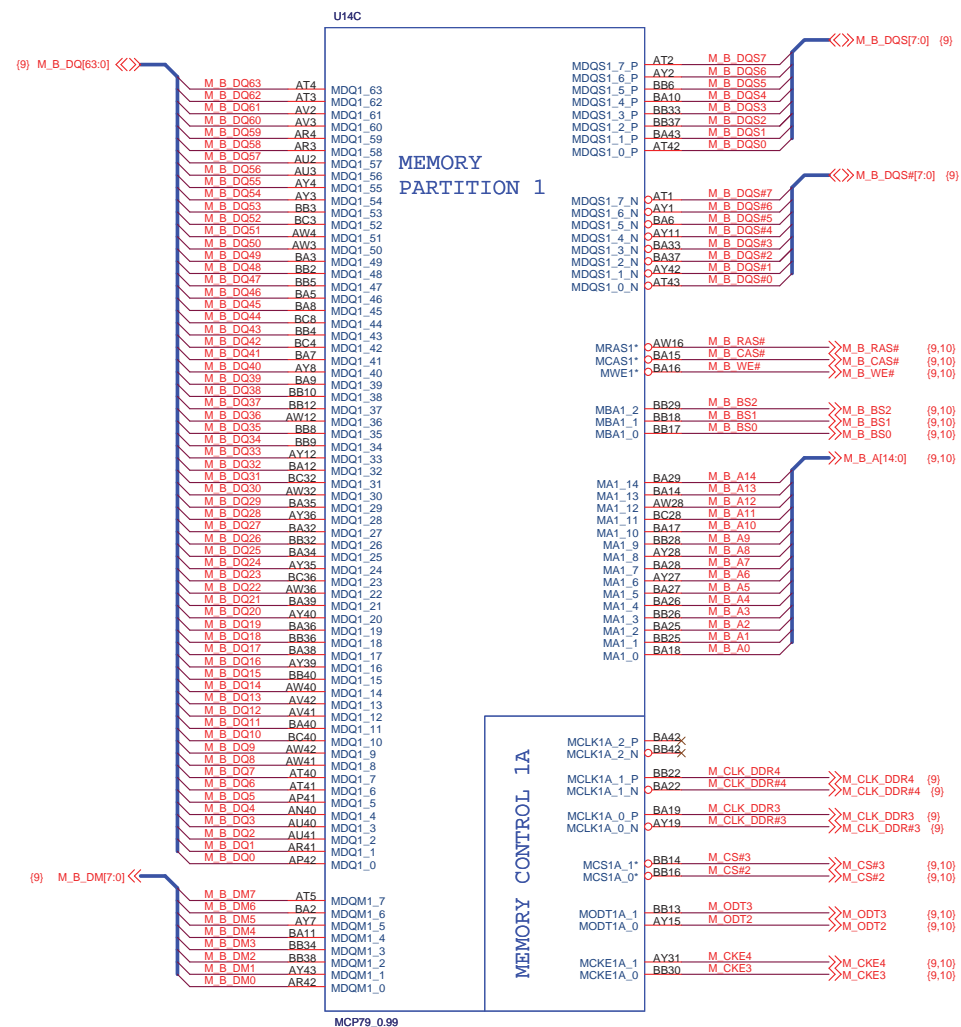 U14C
{9} M_B_DQ[63:0]
M_B_DQ63 AT4 MDQ1_63
M_B_DQ62 AT3 MDQ1_62
M_B_DQ61 AV2 MDQ1_61
M_B_DQ60 AV3 MDQ1_60
M_B_DQ59 AR4 MDQ1_59
M_B_DQ58 AR3 MDQ1_58
M_B_DQ57 AU2 MDQ1_57
M_B_DQ56 AU3 MDQ1_56
M_B_DQ55 AY4 MDQ1_55
M_B_DQ54 AY3 MDQ1_54
M_B_DQ53 BB3 MDQ1_53
M_B_DQ52 BC3 MDQ1_52
M_B_DQ51 AW4 MDQ1_51
M_B_DQ50 AW3 MDQ1_50
M_B_DQ49 BA3 MDQ1_49
M_B_DQ48 BB2 MDQ1_48
M_B_DQ47 BB5 MDQ1_47
M_B_DQ46 BA5 MDQ1_46
M_B_DQ45 BA8 MDQ1_45
M_B_DQ44 BC8 MDQ1_44
M_B_DQ43 BB4 MDQ1_43
M_B_DQ42 BC4 MDQ1_42
M_B_DQ41 BA7 MDQ1_41
M_B_DQ40 AY8 MDQ1_40
M_B_DQ39 BA9 MDQ1_39
M_B_DQ38 BB10 MDQ1_38
M_B_DQ37 BB12 MDQ1_37
M_B_DQ36 AW12 MDQ1_36
M_B_DQ35 BB8 MDQ1_35
M_B_DQ34 BB9 MDQ1_34
M_B_DQ33 AY12 MDQ1_33
M_B_DQ32 BA12 MDQ1_32
M_B_DQ31 BC32 MDQ1_31
M_B_DQ30 AW32 MDQ1_30
M_B_DQ29 BA35 MDQ1_29
M_B_DQ28 AY36 MDQ1_28
M_B_DQ27 BA32 MDQ1_27
M_B_DQ26 BB32 MDQ1_26
M_B_DQ25 BA34 MDQ1_25
M_B_DQ24 AY35 MDQ1_24
M_B_DQ23 BC36 MDQ1_23
M_B_DQ22 AW36 MDQ1_22
M_B_DQ21 BA39 MDQ1_21
M_B_DQ20 AY40 MDQ1_20
M_B_DQ19 BA36 MDQ1_19
M_B_DQ18 BB36 MDQ1_18
M_B_DQ17 BA38 MDQ1_17
M_B_DQ16 AY39 MDQ1_16
M_B_DQ15 BB40 MDQ1_15
M_B_DQ14 AW40 MDQ1_14
M_B_DQ13 AV42 MDQ1_13
M_B_DQ12 AV41 MDQ1_12
M_B_DQ11 BA40 MDQ1_11
M_B_DQ10 BC40 MDQ1_10
M_B_DQ9 AW42 MDQ1_9
M_B_DQ8 AW41 MDQ1_8
M_B_DQ7 AT40 MDQ1_7
M_B_DQ6 AT41 MDQ1_6
M_B_DQ5 AP41 MDQ1_5
M_B_DQ4 AN40 MDQ1_4
M_B_DQ3 AU40 MDQ1_3
M_B_DQ2 AU41 MDQ1_2
M_B_DQ1 AR41 MDQ1_1
M_B_DQ0 AP42 MDQ1_0
{9} M_B_DM[7:0]
M_B_DM7 AT5 MDQM1_7
M_B_DM6 BA2 MDQM1_6
M_B_DM5 AY7 MDQM1_5
M_B_DM4 BA11 MDQM1_4
M_B_DM3 BB34 MDQM1_3
M_B_DM2 BB38 MDQM1_2
M_B_DM1 AY43 MDQM1_1
M_B_DM0 AR42 MDQM1_0
MEMORY
PARTITION 1
M_B_DQS[7:0] {9}
MDQS1_7_P AT2 M_B_DQS7
MDQS1_6_P AY2 M_B_DQS6
MDQS1_5_P BB6 M_B_DQS5
MDQS1_4_P BA10 M_B_DQS4
MDQS1_3_P BB33 M_B_DQS3
MDQS1_2_P BB37 M_B_DQS2
MDQS1_1_P BA43 M_B_DQS1
MDQS1_0_P AT42 M_B_DQS0
M_B_DQS#[7:0] {9}
MDQS1_7_N AT1 M_B_DQS#7
MDQS1_6_N AY1 M_B_DQS#6
MDQS1_5_N BA6 M_B_DQS#5
MDQS1_4_N AY11 M_B_DQS#4
MDQS1_3_N BA33 M_B_DQS#3
MDQS1_2_N BA37 M_B_DQS#2
MDQS1_1_N AY42 M_B_DQS#1
MDQS1_0_N AT43 M_B_DQS#0
MRAS1* AW16 M_B_RAS# M_B_RAS# {9,10}
MCAS1* BA15 M_B_CAS# M_B_CAS# {9,10}
MWE1* BA16 M_B_WE# M_B_WE# {9,10}
MBA1_2 BB29 M_B_BS2 M_B_BS2 {9,10}
MBA1_1 BB18 M_B_BS1 M_B_BS1 {9,10}
MBA1_0 BB17 M_B_BS0 M_B_BS0 {9,10}
M_B_A[14:0] {9,10}
MA1_14 BA29 M_B_A14
MA1_13 BA14 M_B_A13
MA1_12 AW28 M_B_A12
MA1_11 BC28 M_B_A11
MA1_10 BA17 M_B_A10
MA1_9 BB28 M_B_A9
MA1_8 AY28 M_B_A8
MA1_7 BA28 M_B_A7
MA1_6 AY27 M_B_A6
MA1_5 BA27 M_B_A5
MA1_4 BA26 M_B_A4
MA1_3 BB26 M_B_A3
MA1_2 BA25 M_B_A2
MA1_1 BB25 M_B_A1
MA1_0 BA18 M_B_A0
MEMORY CONTROL 1A
MCLK1A_2_P BA42
MCLK1A_2_N BB42
MCLK1A_1_P BB22 M_CLK_DDR4 M_CLK_DDR4 {9}
MCLK1A_1_N BA22 M_CLK_DDR#4 M_CLK_DDR#4 {9}
MCLK1A_0_P BA19 M_CLK_DDR3 M_CLK_DDR3 {9}
MCLK1A_0_N AY19 M_CLK_DDR#3 M_CLK_DDR#3 {9}
MCS1A_1* BB14 M_CS#3 M_CS#3 {9,10}
MCS1A_0* BB16 M_CS#2 M_CS#2 {9,10}
MODT1A_1 BB13 M_ODT3 M_ODT3 {9,10}
MODT1A_0 AY15 M_ODT2 M_ODT2 {9,10}
MCKE1A_1 AY31 M_CKE4 M_CKE4 {9,10}
MCKE1A_0 BB30 M_CKE3 M_CKE3 {9,10}
MCP79_0.99